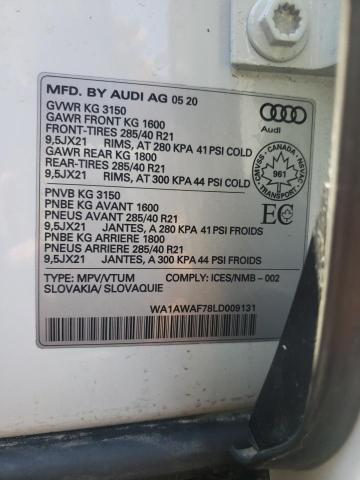 MFD. BY AUDI AG 05 20
GVWR KG 3150
GAWR FRONT KG 1600
FRONT-TIRES 285/40 R21
9,5JX21 RIMS, AT 280 KPA 41 PSI COLD
GAWR REAR KG 1800
REAR-TIRES 285/40 R21
9,5JX21 RIMS, AT 300 KPA 44 PSI COLD
Audi
CMVSS - CANADA - NSVAC
961
TRANSPORT
EC
PNVB KG 3150
PNBE KG AVANT 1600
PNEUS AVANT 285/40 R21
9,5JX21 JANTES, A 280 KPA 41 PSI FROIDS
PNBE KG ARRIERE 1800
PNEUS ARRIERE 285/40 R21
9,5JX21 JANTES, A 300 KPA 44 PSI FROIDS
TYPE: MPV/VTUM COMPLY: ICES/NMB-002
SLOVAKIA/ SLOVAQUIE
WA1AWAF78LD009131